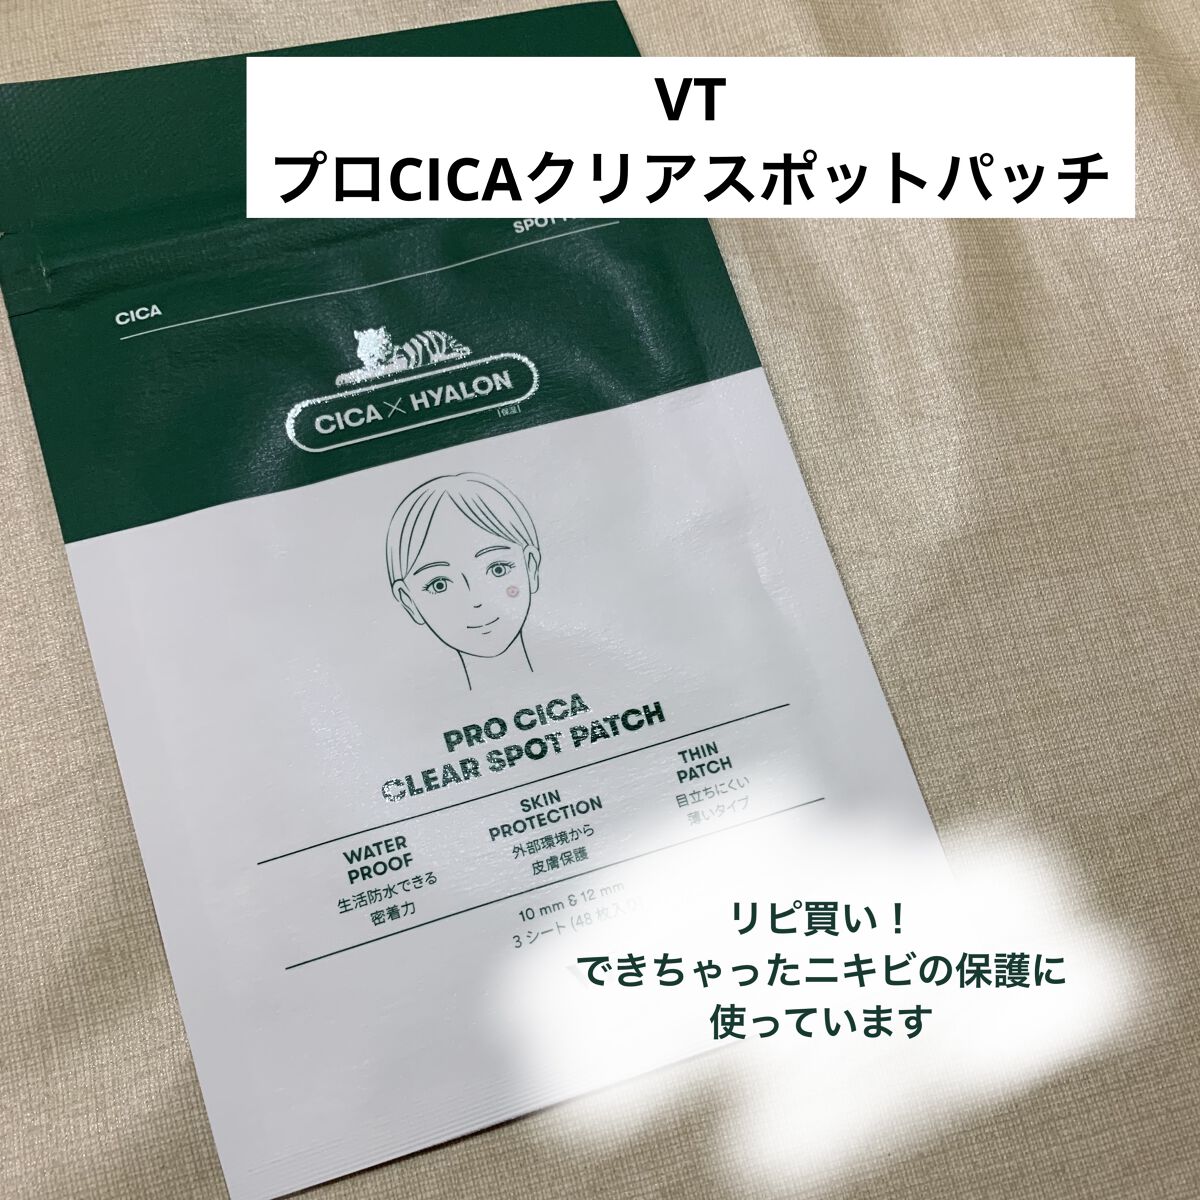 VT
プロCICAクリアスポットパッチ
CICA
CICA×HYALON
[保湿]
PRO CICA
CLEAR SPOT PATCH
WATER
PROOF
生活防水できる
密着力
SKIN
PROTECTION
外部環境から
皮膚保護
THIN
PATCH
目立ちにくい
薄いタイプ
10 mm & 12 mm
3 シート (48 枚入り)
リピ買い！
できちゃったニキビの保護に
使っています